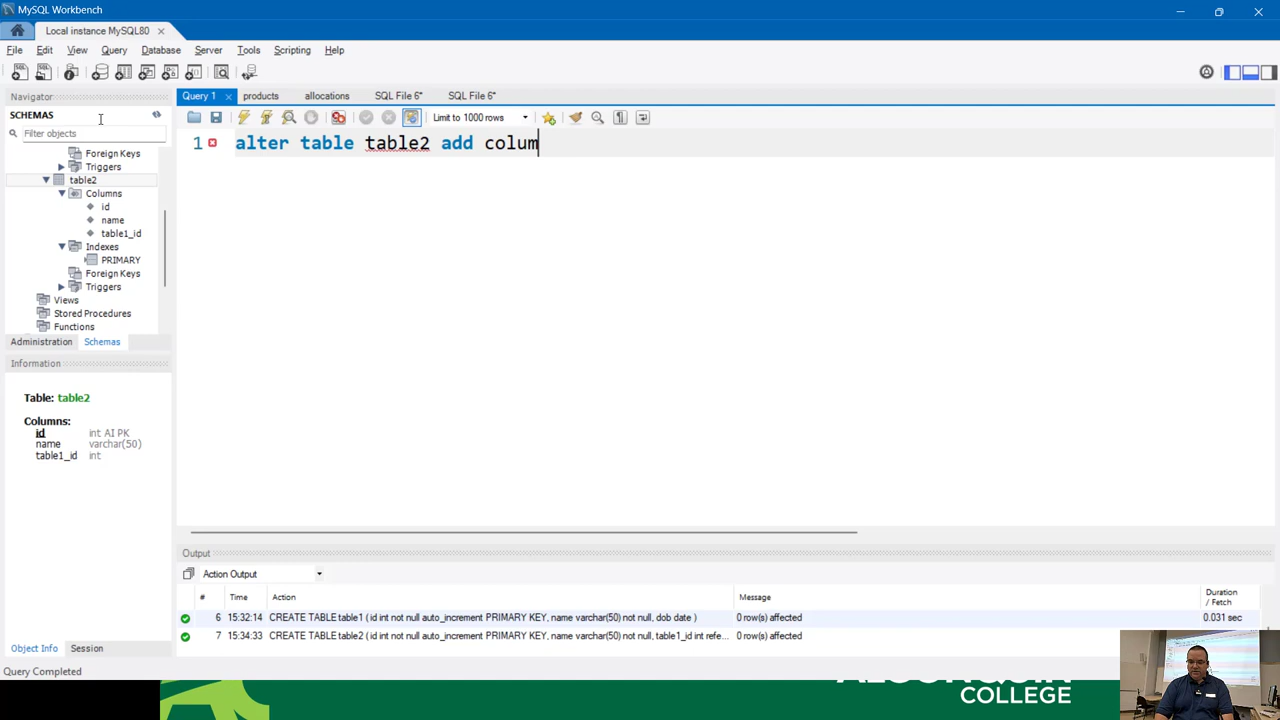 MySQL Workbench
Local instance MySQL80
File Edit View Query Database Server Tools Scripting Help
Navigator
SCHEMAS
Filter objects
Foreign Keys
Triggers
table2
Columns
id
name
table1_id
Indexes
PRIMARY
Foreign Keys
Triggers
Views
Stored Procedures
Functions
Administration Schemas
Information
Table: table2
Columns:
id int AI PK
name varchar(50)
table1_id int
Object Info Session
Query Completed
Query 1 products allocations SQL File 6* SQL File 6*
Limit to 1000 rows
1 alter table table2 add colum
Output
Action Output
# Time Action Message Duration / Fetch
6 15:32:14 CREATE TABLE table1 ( id int not null auto_increment PRIMARY KEY, name varchar(50) not null, dob date ) 0 row(s) affected 0.031 sec
7 15:34:33 CREATE TABLE table2 ( id int not null auto_increment PRIMARY KEY, name varchar(50) not null, table1_id int refe... 0 row(s) affected
COLLEGE